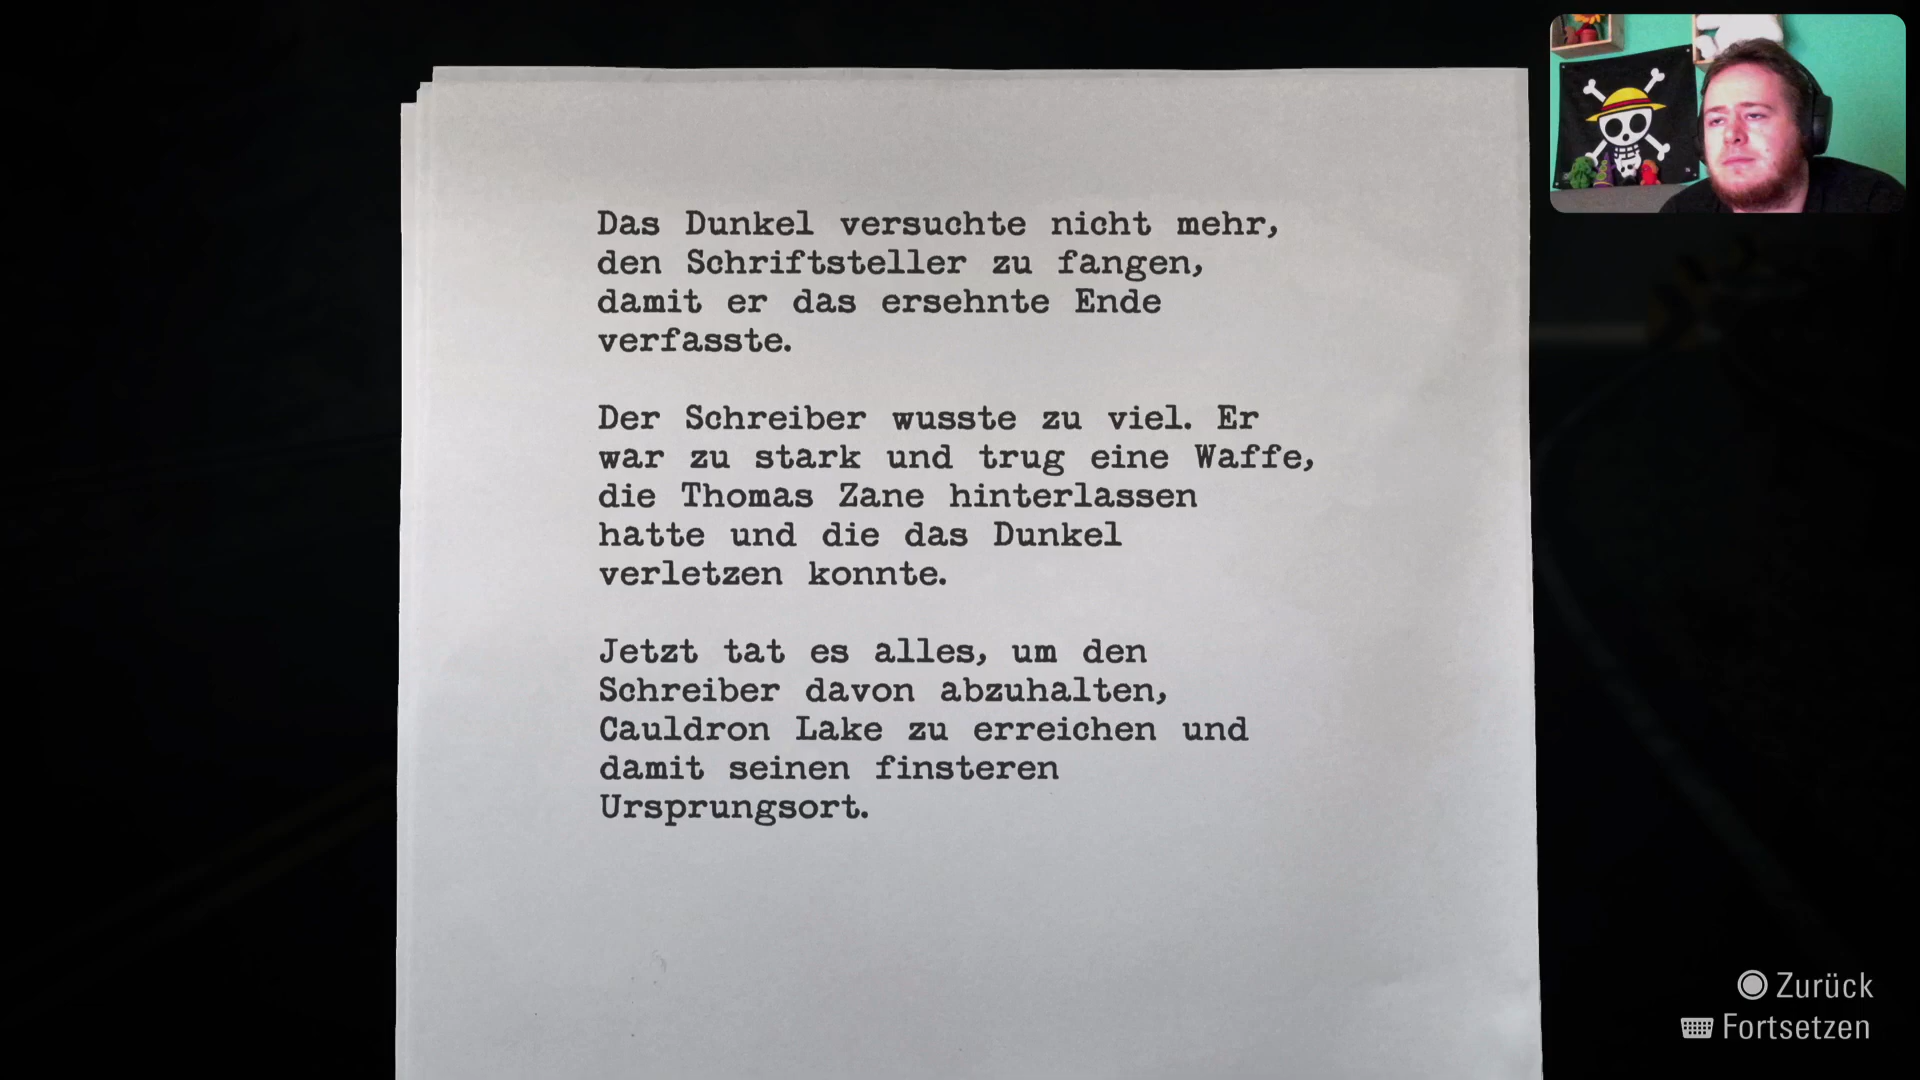 Das Dunkel versuchte nicht mehr,
den Schriftsteller zu fangen,
damit er das ersehnte Ende
verfasste.
Der Schreiber wusste zu viel. Er
war zu stark und trug eine Waffe,
die Thomas Zane hinterlassen
hatte und die das Dunkel
verletzen konnte.
Jetzt tat es alles, um den
Schreiber davon abzuhalten,
Cauldron Lake zu erreichen und
damit seinen finsteren
Ursprungsort.
Zurück
Fortsetzen